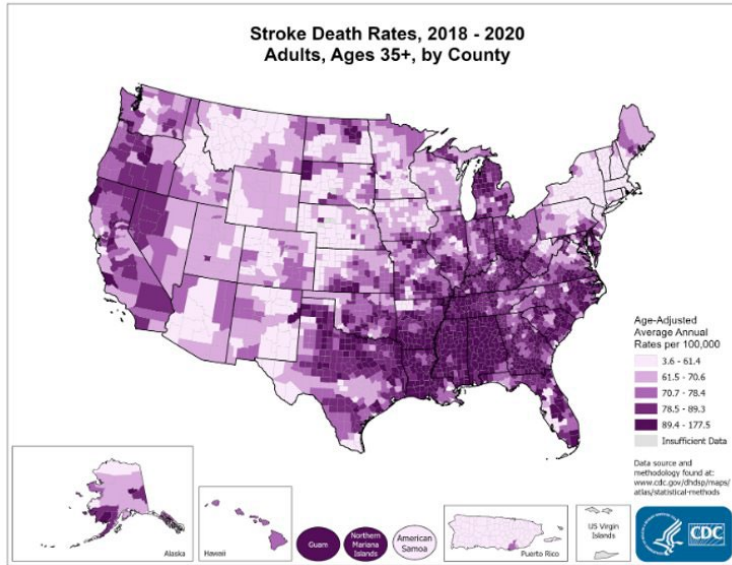 Stroke Death Rates, 2018 - 2020
Adults, Ages 35+, by County
Age-Adjusted
Average Annual
Rates per 100,000
3.6 - 61.4
61.5 - 70.6
70.7 - 78.4
78.5 - 89.3
89.4 - 177.5
Insufficient Data
Data source and
methodology found at:
www.cdc.gov/dhdsp/maps/
atlas/statistical-methods
Alaska
Hawaii
Guam
Northern
Mariana
Islands
American
Samoa
Puerto Rico
US Virgin
Islands
CDC